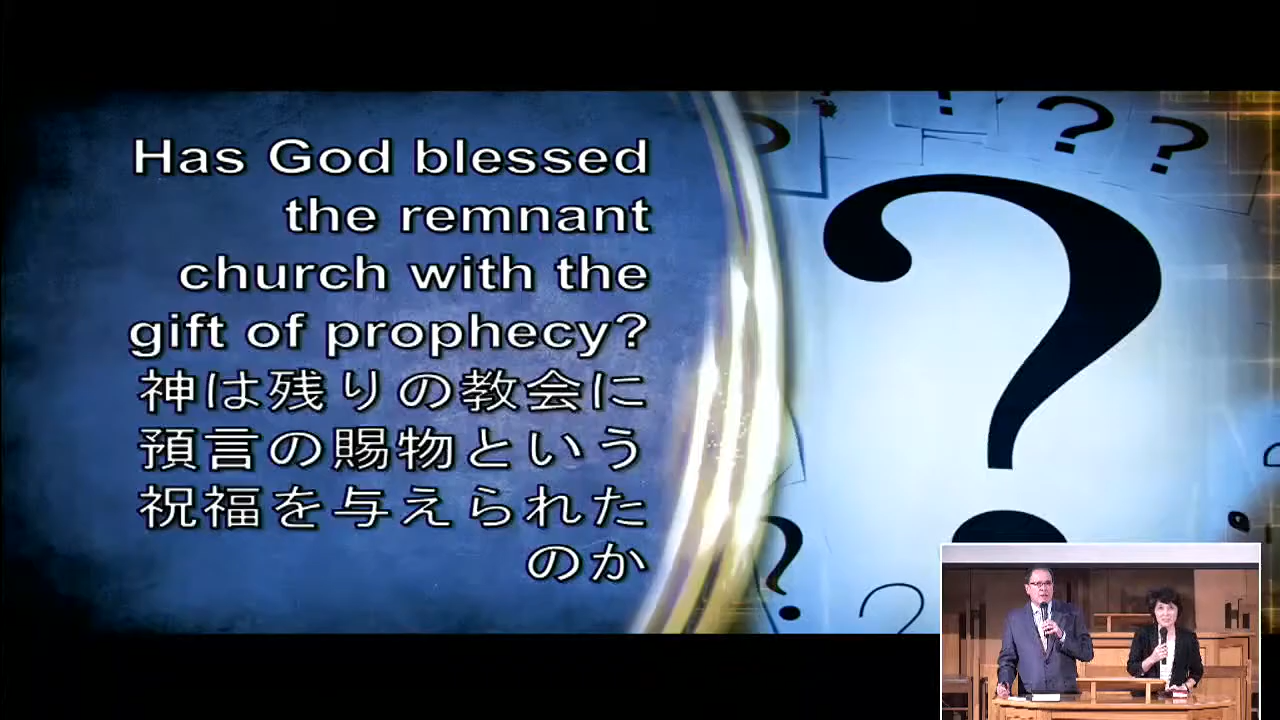 Has God blessed
the remnant
church with the
gift of prophecy?
神は残りの教会に
預言の賜物という
祝福を与えられた
のか